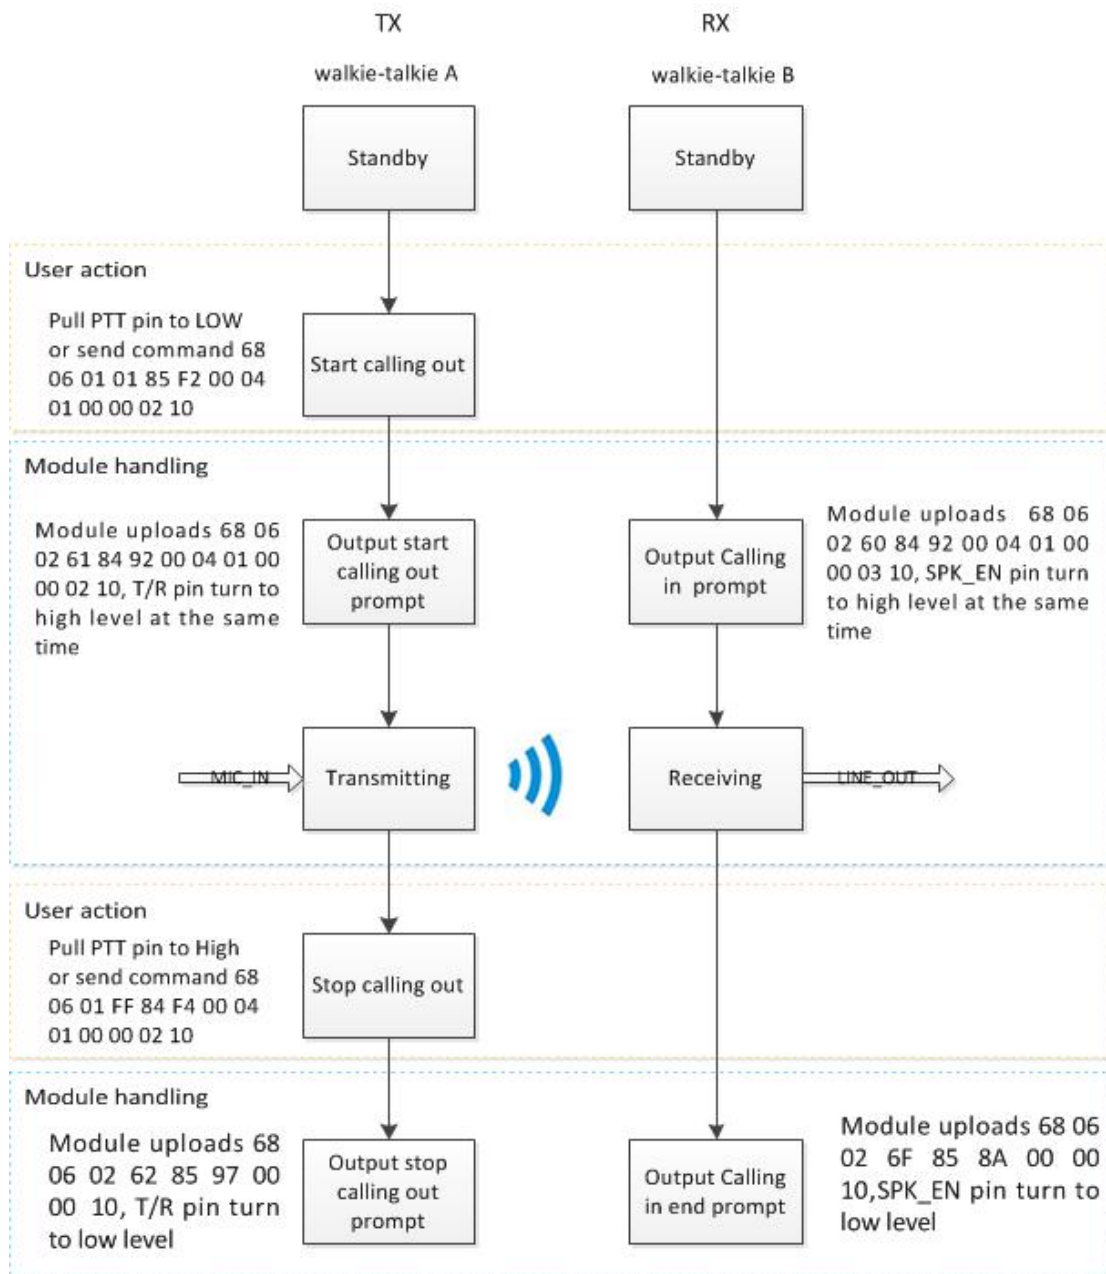 TX
RX
walkie-talkie A
walkie-talkie B
Standby
Standby
User action
Pull PTT pin to LOW
or send command 68
06 01 01 85 F2 00 04
01 00 00 02 10
Start calling out
Module handling
Module uploads 68 06
02 61 84 92 00 04 01 00
00 02 10, T/R pin turn to
high level at the same
time
Output start
calling out
prompt
Output Calling
in prompt
Module uploads 68 06
02 60 84 92 00 04 01 00
00 03 10, SPK_EN pin turn
to high level at the same
time
MIC_IN
Transmitting
Receiving
LINE_OUT
User action
Pull PTT pin to High
or send command 68
06 01 FF 84 F4 00 04
01 00 00 02 10
Stop calling out
Module handling
Module uploads 68
06 02 62 85 97 00
00 10, T/R pin turn
to low level
Output stop
calling out
prompt
Output Calling
in end prompt
Module uploads 68 06
02 6F 85 8A 00 00
10,SPK_EN pin turn to
low level